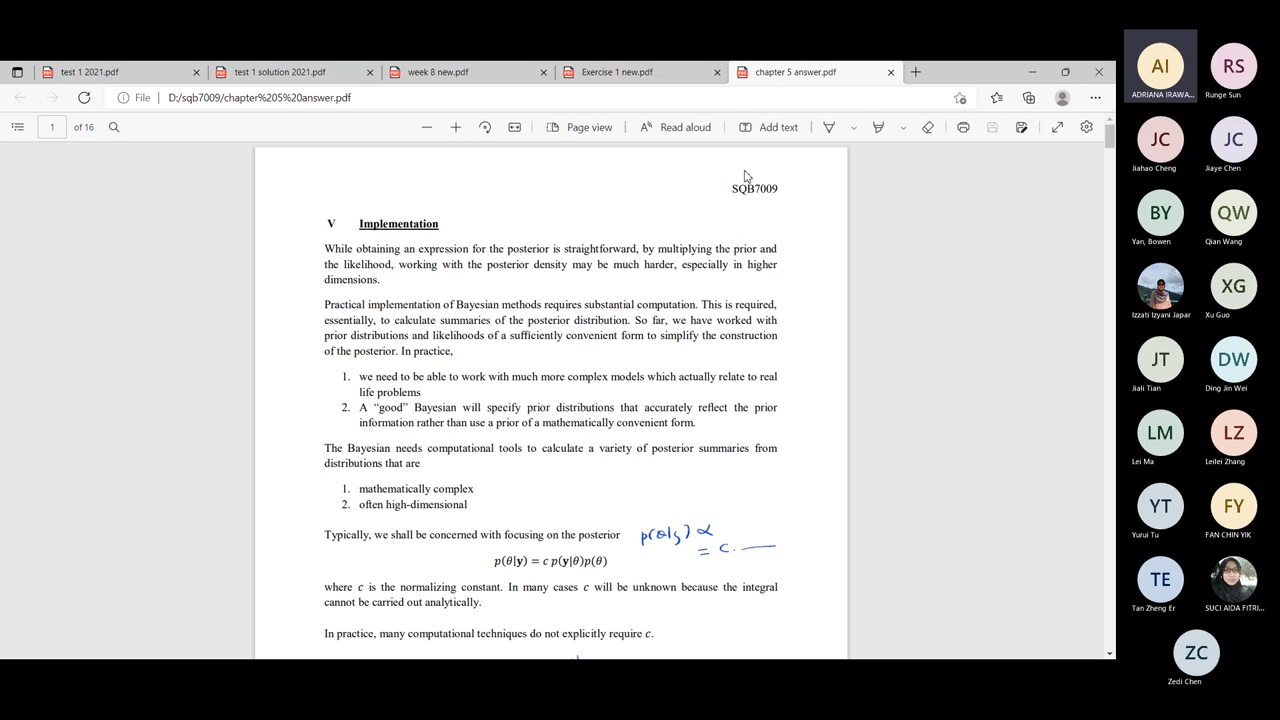 test 1 2021.pdf
test 1 solution 2021.pdf
week 8 new.pdf
Exercise 1 new.pdf
chapter 5 answer.pdf
File
D:/sqb7009/chapter%205%20answer.pdf
1
of 16
Page view
Read aloud
Add text
SQB7009
V Implementation
While obtaining an expression for the posterior is straightforward, by multiplying the prior and
the likelihood, working with the posterior density may be much harder, especially in higher
dimensions.
Practical implementation of Bayesian methods requires substantial computation. This is required,
essentially, to calculate summaries of the posterior distribution. So far, we have worked with
prior distributions and likelihoods of a sufficiently convenient form to simplify the construction
of the posterior. In practice,
1. we need to be able to work with much more complex models which actually relate to real
life problems
2. A “good” Bayesian will specify prior distributions that accurately reflect the prior
information rather than use a prior of a mathematically convenient form.
The Bayesian needs computational tools to calculate a variety of posterior summaries from
distributions that are
1. mathematically complex
2. often high-dimensional
Typically, we shall be concerned with focusing on the posterior
p(θ|y) ∝
= c.
p(θ|y) = c p(y|θ)p(θ)
where c is the normalizing constant. In many cases c will be unknown because the integral
cannot be carried out analytically.
In practice, many computational techniques do not explicitly require c.
AI
ADRIANA IRAWA...
RS
Runge Sun
JC
Jiahao Cheng
JC
Jiaye Chen
BY
Yan, Bowen
QW
Qian Wang
Izzati Izyani Japar
XG
Xu Guo
JT
Jiali Tian
DW
Ding Jin Wei
LM
Lei Ma
LZ
Leilei Zhang
YT
Yurui Tu
FY
FAN CHIN YIK
TE
Tan Zheng Er
SUCI AIDA FITRI...
ZC
Zedi Chen